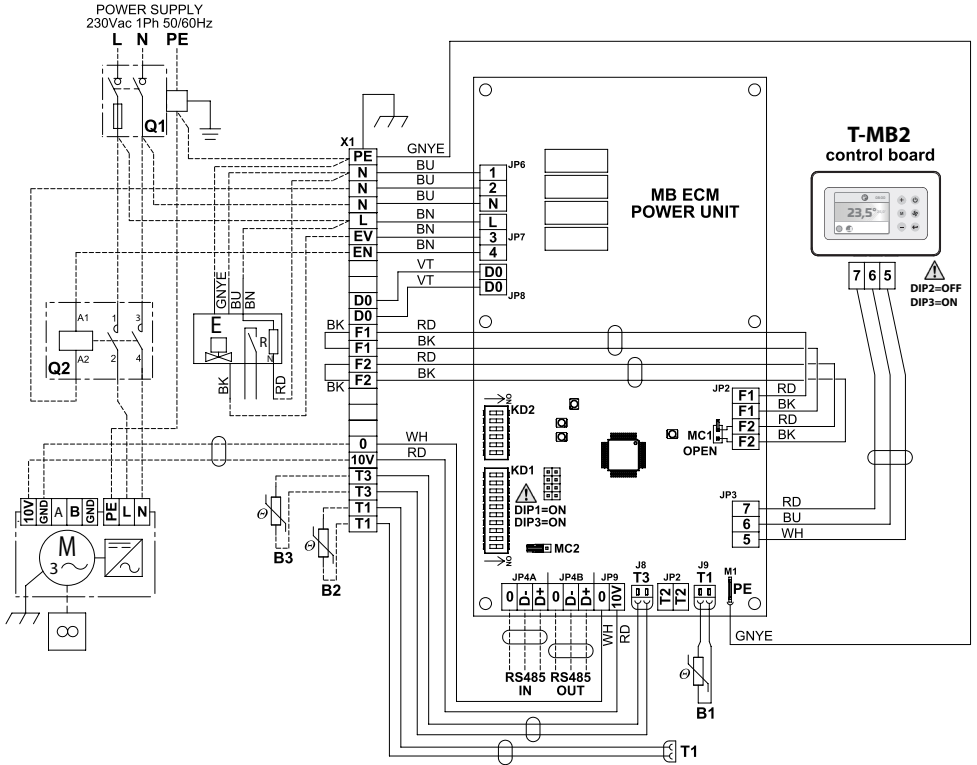 POWER SUPPLY
230Vac 1Ph 50/60Hz
L N PE
Q1
X1
PE
N
N
N
L
EV
EN
D0
D0
F1
F1
F2
F2
0
10V
T3
T3
T1
T1
GNYE
BU
BU
BU
BN
BN
BN
VT
VT
BK
BK
RD
BK
RD
BK
WH
RD
JP6
1
2
N
L
3
4
JP7
D0
D0
JP8
MB ECM
POWER UNIT
T-MB2
control board
23,5°
7 6 5
DIP2=OFF
DIP3=ON
GNYE
BU
BN
E
R
N
BK
RD
A1
A2
1
3
2
4
Q2
KD2
ON
KD1
DIP1=ON
DIP3=ON
ON
MC2
MC1
OPEN
JP2
F1
F1
F2
F2
RD
BK
RD
BK
JP3
7
6
5
RD
BU
WH
10V GND A B GND PE L N
M
3
Θ
B3
Θ
B2
JP4A JP4B JP9
0 D- D+ 0 D- D+ 0 10V
J8
T3
JP2
T2 T2
J9
T1
M1
PE
GNYE
WH
RD
RS485
IN
RS485
OUT
Θ
B1
T1